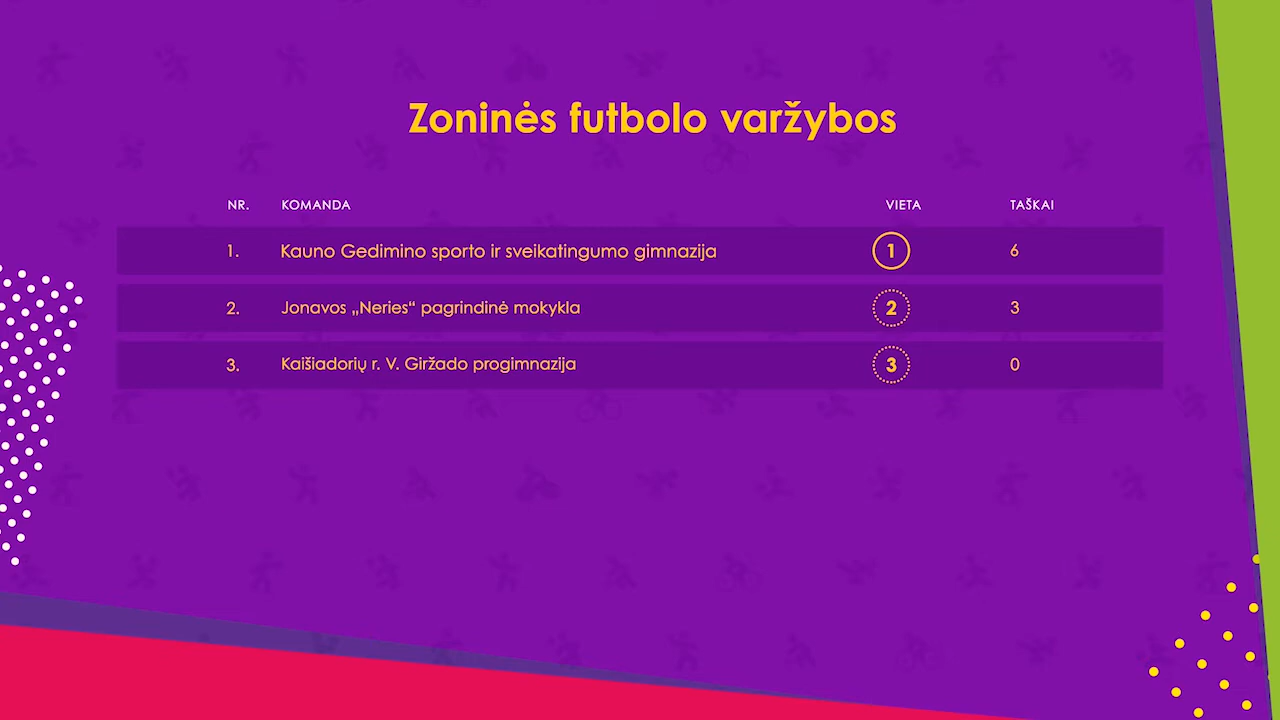 Zoninės futbolo varžybos
NR. KOMANDA VIETA TAŠKAI
1. Kauno Gedimino sporto ir sveikatingumo gimnazija 1 6
2. Jonavos „Neries“ pagrindinė mokykla 2 3
3. Kaišiadorių r. V. Giržado progimnazija 3 0